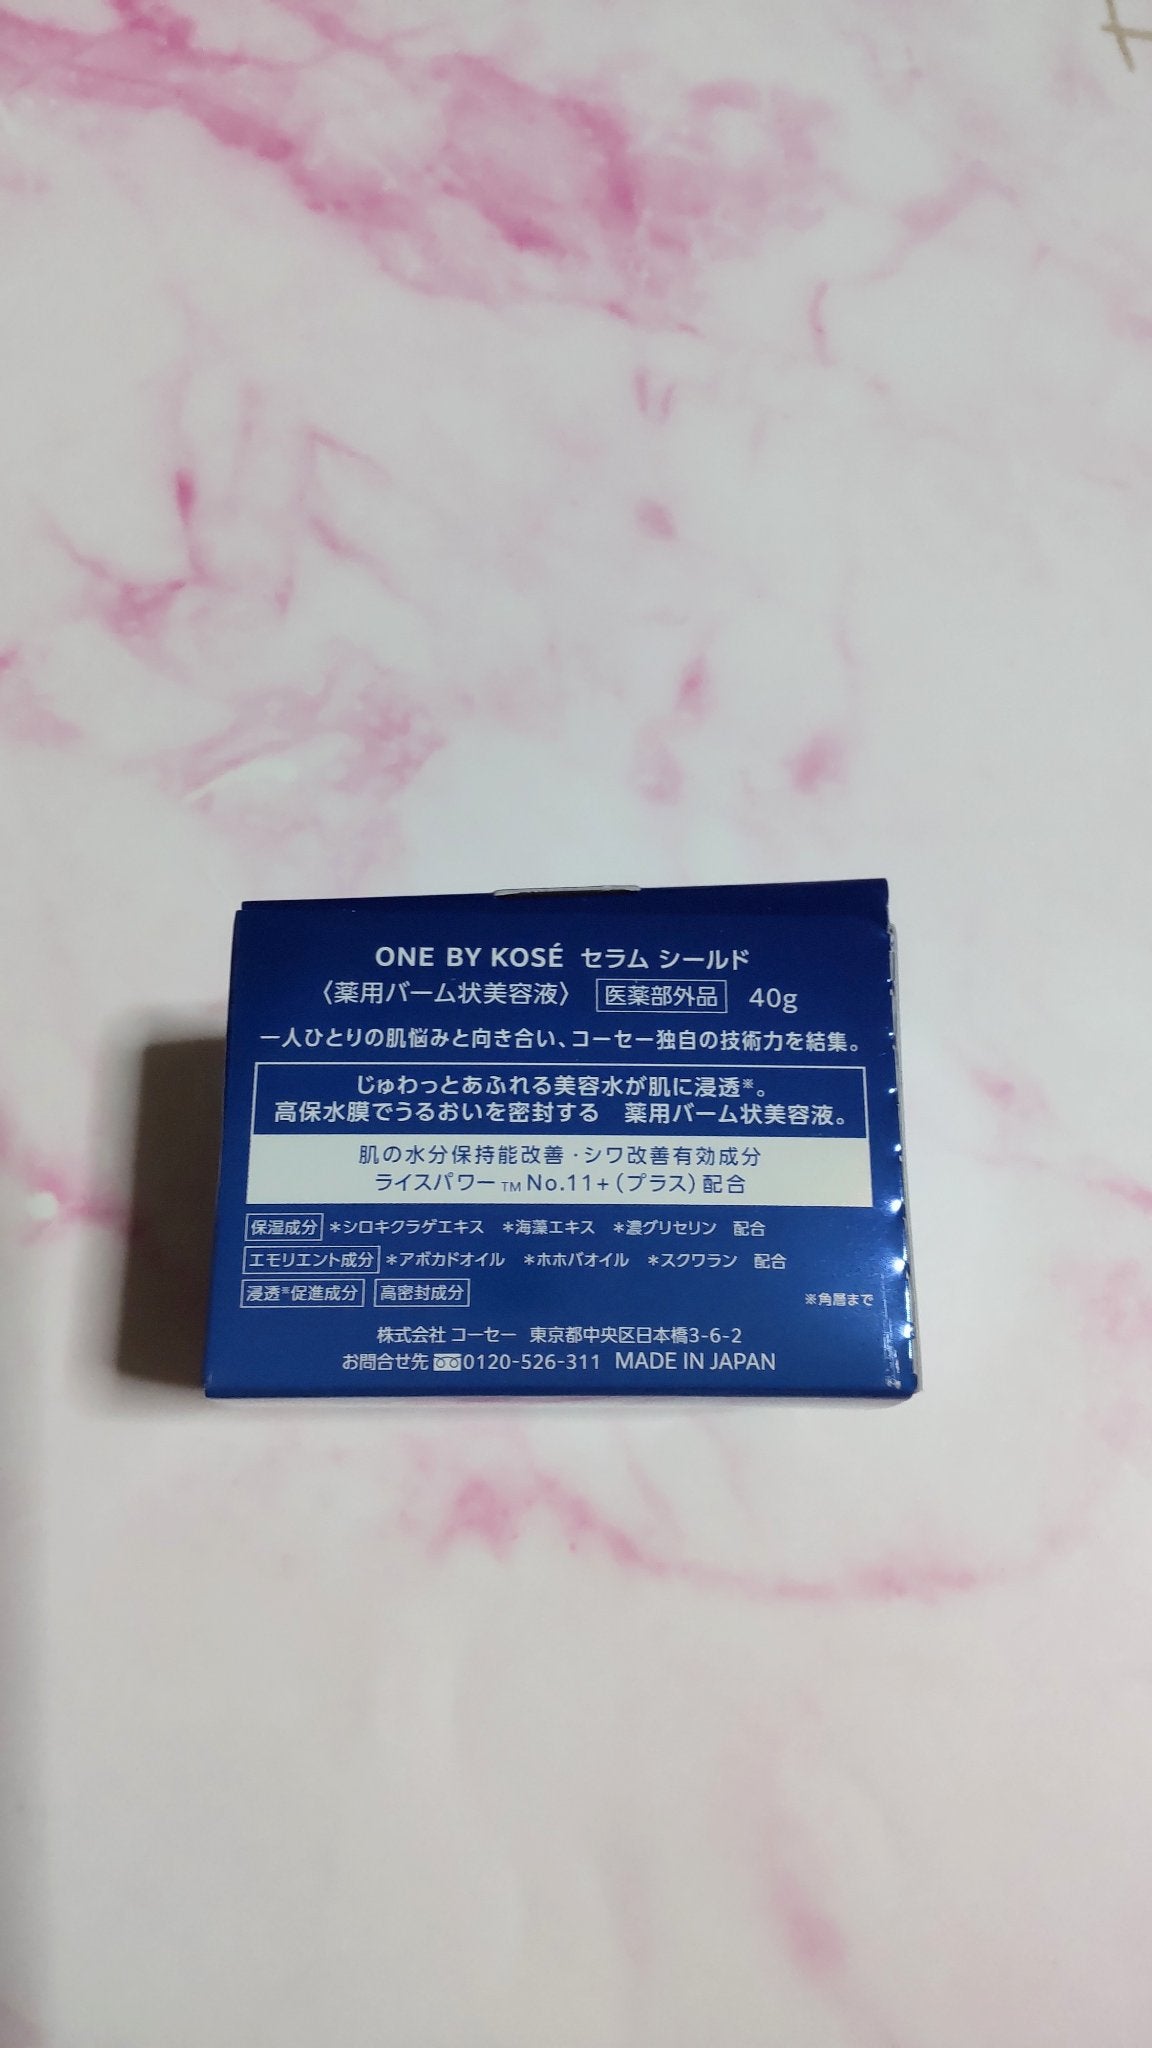 ONE BY KOSÉ セラム シールド
〈薬用バーム状美容液〉 医薬部外品 40g
一人ひとりの肌悩みと向き合い、コーセー独自の技術力を結集。
じゅわっとあふれる美容水が肌に浸透※。
高保水膜でうるおいを密封する 薬用バーム状美容液。
肌の水分保持能改善・シワ改善有効成分
ライスパワー™No.11+(プラス)配合
保湿成分 *シロキクラゲエキス *海藻エキス *濃グリセリン 配合
エモリエント成分 *アボカドオイル *ホホバオイル *スクワラン 配合
浸透※促進成分 高密封成分 ※角層まで
株式会社 コーセー 東京都中央区日本橋3-6-2
お問合せ先 0120-526-311 MADE IN JAPAN